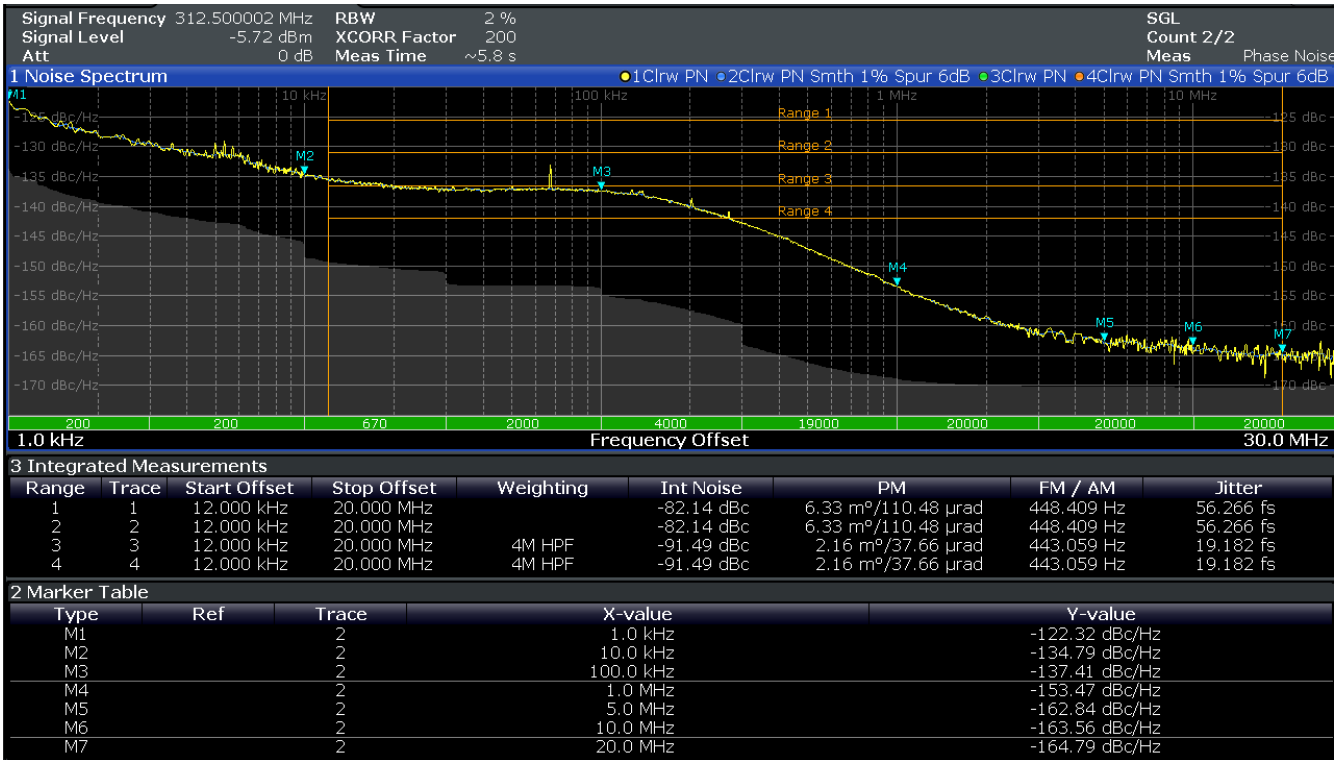 Signal Frequency 312.500002 MHz RBW 2 % SGL
Signal Level -5.72 dBm XCORR Factor 200 Count 2/2
Att 0 dB Meas Time ~5.8 s Meas Phase Noise
1 Noise Spectrum 1Clrw PN 2Clrw PN Smth 1% Spur 6dB 3Clrw PN 4Clrw PN Smth 1% Spur 6dB
M1 10 kHz 100 kHz 1 MHz 10 MHz
-125 dBc/Hz Range 1 -125 dBc
-130 dBc/Hz Range 2 -130 dBc
M2
M3
-135 dBc/Hz Range 3 -135 dBc
-140 dBc/Hz Range 4 -140 dBc
-145 dBc/Hz -145 dBc
-150 dBc/Hz M4 -150 dBc
-155 dBc/Hz -155 dBc
-160 dBc/Hz M5 M6 M7 -160 dBc
-165 dBc/Hz
-170 dBc/Hz -170 dBc
200 200 670 2000 4000 19000 20000 20000 20000
1.0 kHz Frequency Offset 30.0 MHz
3 Integrated Measurements
Range Trace Start Offset Stop Offset Weighting Int Noise PM FM / AM Jitter
1 1 12.000 kHz 20.000 MHz -82.14 dBc 6.33 m°/110.48 µrad 448.409 Hz 56.266 fs
2 2 12.000 kHz 20.000 MHz -82.14 dBc 6.33 m°/110.48 µrad 448.409 Hz 56.266 fs
3 3 12.000 kHz 20.000 MHz 4M HPF -91.49 dBc 2.16 m°/37.66 µrad 443.059 Hz 19.182 fs
4 4 12.000 kHz 20.000 MHz 4M HPF -91.49 dBc 2.16 m°/37.66 µrad 443.059 Hz 19.182 fs
2 Marker Table
Type Ref Trace X-value Y-value
M1 2 1.0 kHz -122.32 dBc/Hz
M2 2 10.0 kHz -134.79 dBc/Hz
M3 2 100.0 kHz -137.41 dBc/Hz
M4 2 1.0 MHz -153.47 dBc/Hz
M5 2 5.0 MHz -162.84 dBc/Hz
M6 2 10.0 MHz -163.56 dBc/Hz
M7 2 20.0 MHz -164.79 dBc/Hz